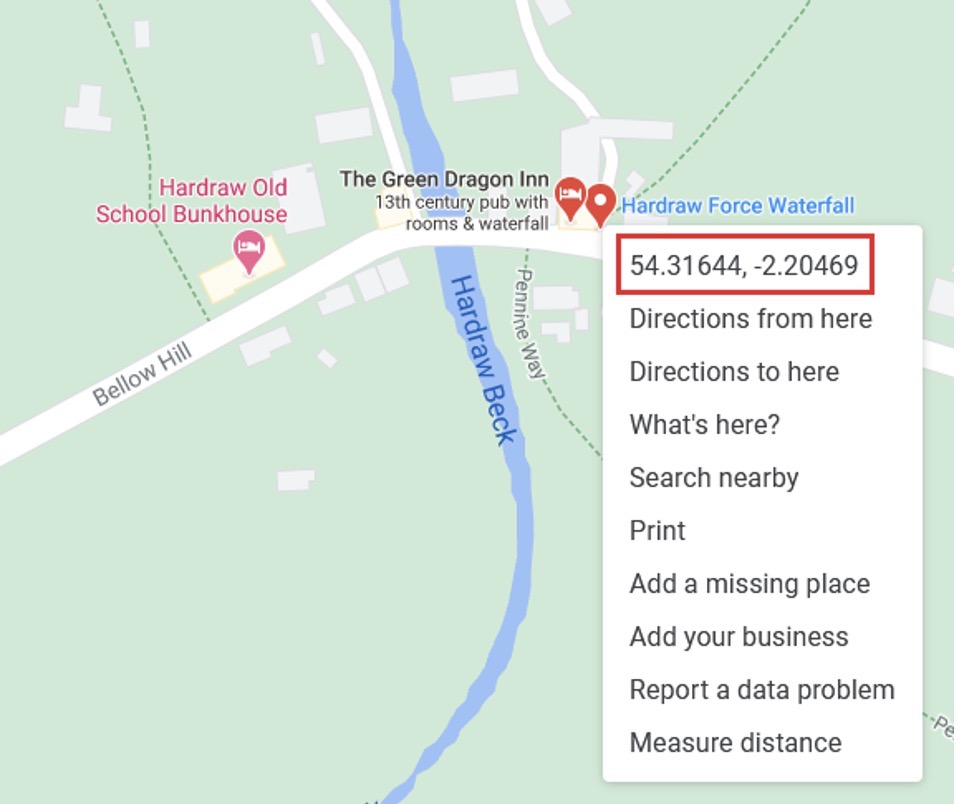 The Green Dragon Inn
13th century pub with
rooms & waterfall
Hardraw Old
School Bunkhouse
Hardraw Force Waterfall
54.31644, -2.20469
Directions from here
Directions to here
What's here?
Search nearby
Print
Add a missing place
Add your business
Report a data problem
Measure distance
Pennine Way
Hardraw Beck
Bellow Hill
Pe